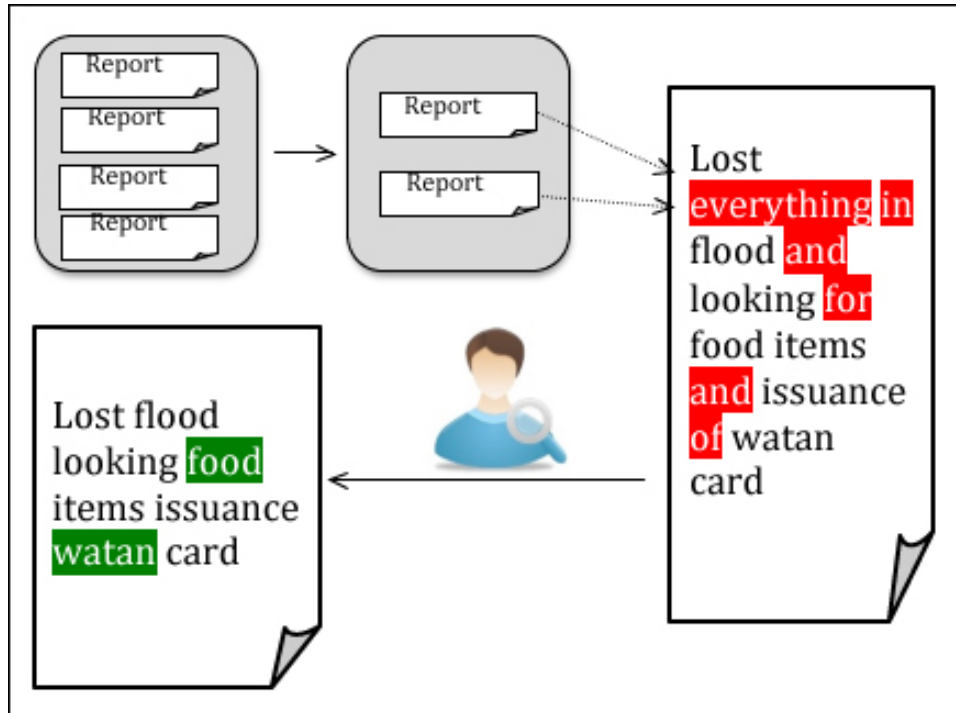 Report
Report
Report
Report
Report
Report
Lost
everything in
flood and
looking for
food items
and issuance
of watan
card
Lost flood
looking food
items issuance
watan card